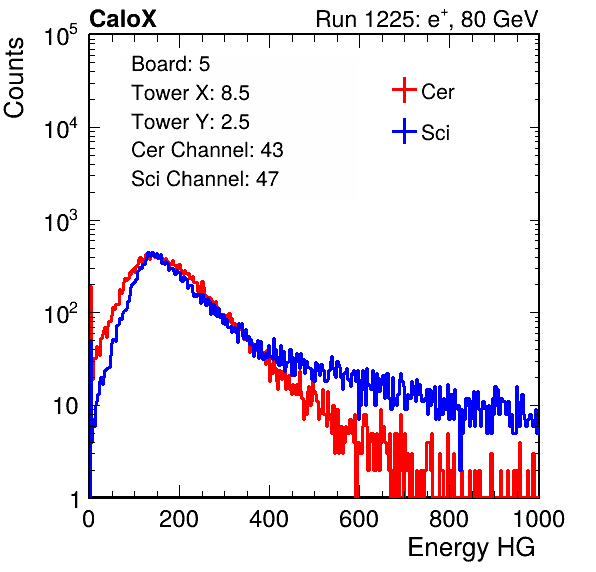 CaloX Run 1225: e⁺, 80 GeV
Board: 5
Tower X: 8.5
Tower Y: 2.5
Cer Channel: 43
Sci Channel: 47
Cer
Sci
Counts
10⁵
10⁴
10³
10²
10
1
0 200 400 600 800 1000
Energy HG